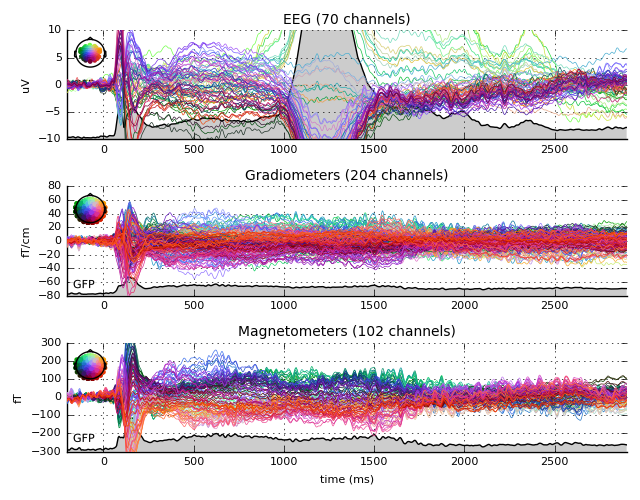 EEG (70 channels)
10
5
0
−5
−10
uV
0 500 1000 1500 2000 2500
Gradiometers (204 channels)
80
60
40
20
0
−20
−40
−60
−80
fT/cm
GFP
0 500 1000 1500 2000 2500
Magnetometers (102 channels)
300
200
100
0
−100
−200
−300
fT
GFP
0 500 1000 1500 2000 2500
time (ms)